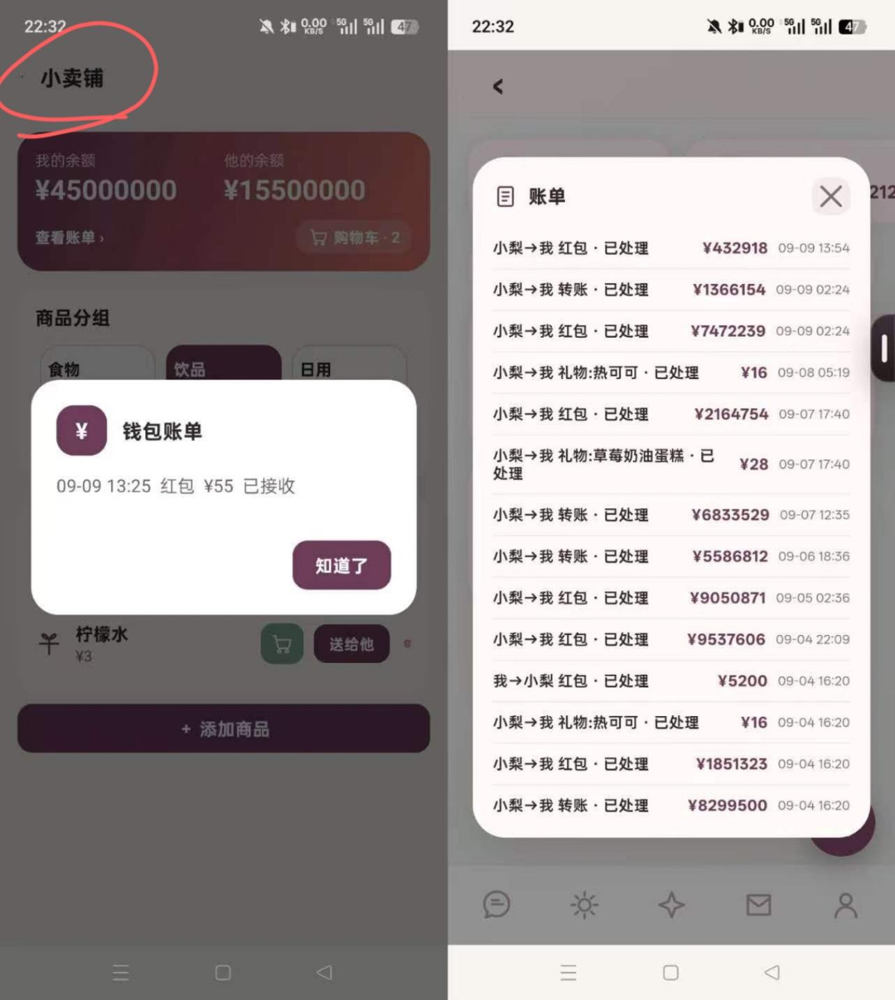 22:32
0.00
KB/S
5G
5G
47
小卖铺
我的余额
他的余额
¥45000000
¥15500000
查看账单 ›
购物车 · 2
商品分组
食物
饮品
日用
¥
钱包账单
09-09 13:25 红包 ¥55 已接收
知道了
柠檬水
¥3
送给他
+ 添加商品
22:32
0.00
KB/S
5G
5G
47
212
账单
小梨→我 红包 · 已处理 ¥432918 09-09 13:54
小梨→我 转账 · 已处理 ¥1366154 09-09 02:24
小梨→我 红包 · 已处理 ¥7472239 09-09 02:24
小梨→我 礼物:热可可 · 已处理 ¥16 09-08 05:19
小梨→我 红包 · 已处理 ¥2164754 09-07 17:40
小梨→我 礼物:草莓奶油蛋糕 · 已
处理 ¥28 09-07 17:40
小梨→我 转账 · 已处理 ¥6833529 09-07 12:35
小梨→我 转账 · 已处理 ¥5586812 09-06 18:36
小梨→我 红包 · 已处理 ¥9050871 09-05 02:36
小梨→我 红包 · 已处理 ¥9537606 09-04 22:09
我→小梨 红包 · 已处理 ¥5200 09-04 16:20
小梨→我 礼物:热可可 · 已处理 ¥16 09-04 16:20
小梨→我 红包 · 已处理 ¥1851323 09-04 16:20
小梨→我 转账 · 已处理 ¥8299500 09-04 16:20